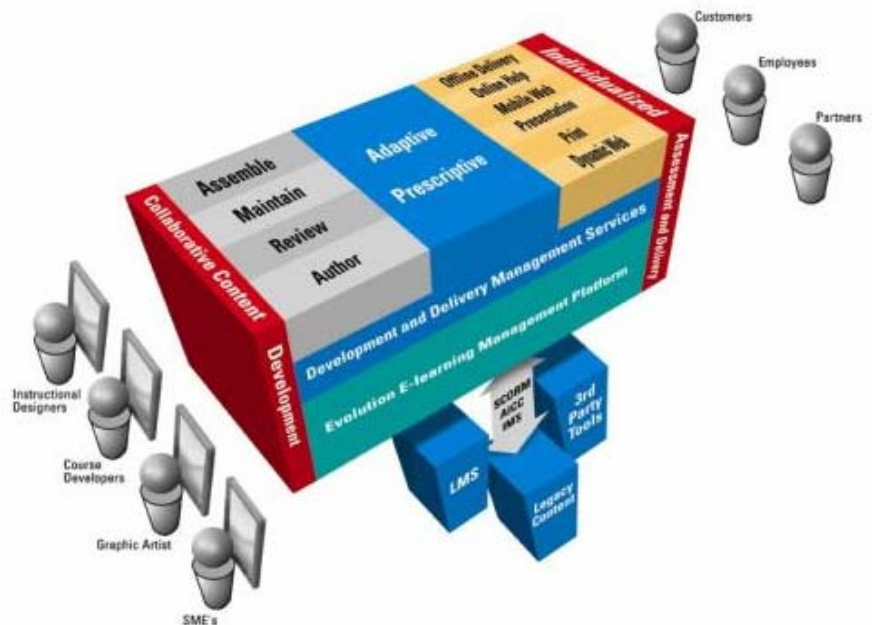 Customers
Employees
Partners
Individualized
Assessment and Delivery
Offline Delivery
Online Help
Mobile Web
Presentation
Print
Dynamic Web
Adaptive
Prescriptive
Assemble
Maintain
Review
Author
Collaborative Content
Development
Development and Delivery Management Services
Evolution E-learning Management Platform
SCORM
AICC
IMS
LMS
Legacy
Content
3rd
Party
Tools
Instructional
Designers
Course
Developers
Graphic Artist
SME's